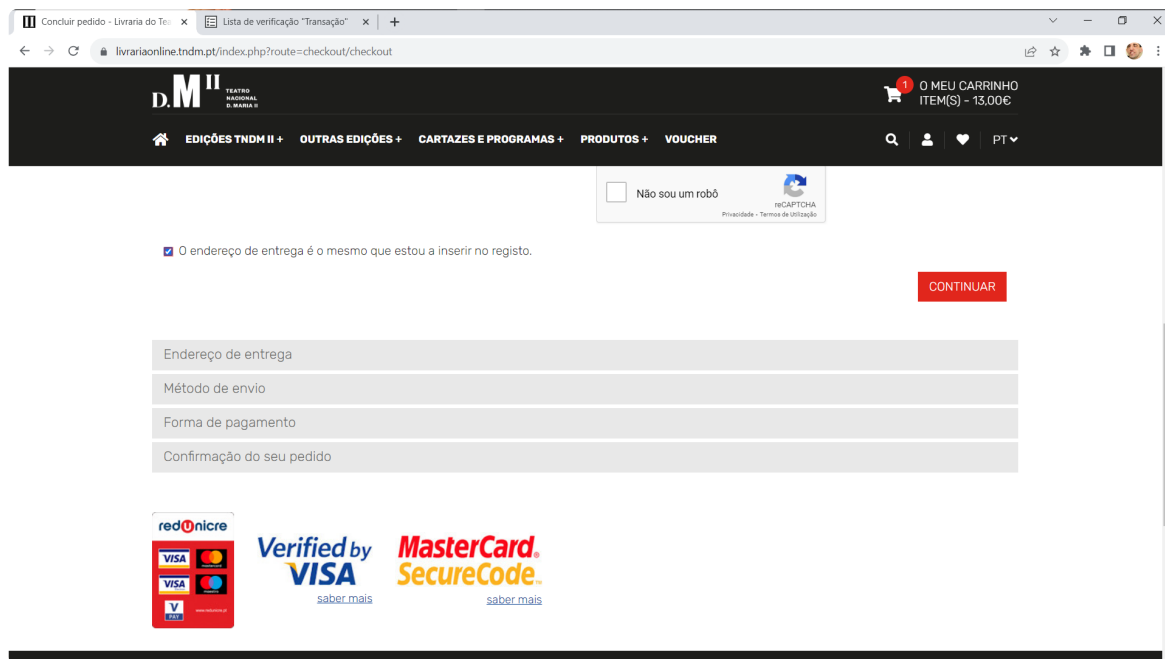 Concluir pedido - Livraria do Tea
Lista de verificação "Transação"
livrariaonline.tndm.pt/index.php?route=checkout/checkout
D.M II TEATRO
NACIONAL
D. MARIA II
1
O MEU CARRINHO
ITEM(S) - 13,00€
EDIÇÕES TNDM II + OUTRAS EDIÇÕES + CARTAZES E PROGRAMAS + PRODUTOS + VOUCHER PT
Não sou um robô
reCAPTCHA
Privacidade - Termos de Utilização
O endereço de entrega é o mesmo que estou a inserir no registo.
CONTINUAR
Endereço de entrega
Método de envio
Forma de pagamento
Confirmação do seu pedido
redUnicre
VISA
VISA
V
PAY
www.redunicre.pt
Verified by
VISA
saber mais
MasterCard.
SecureCode
saber mais